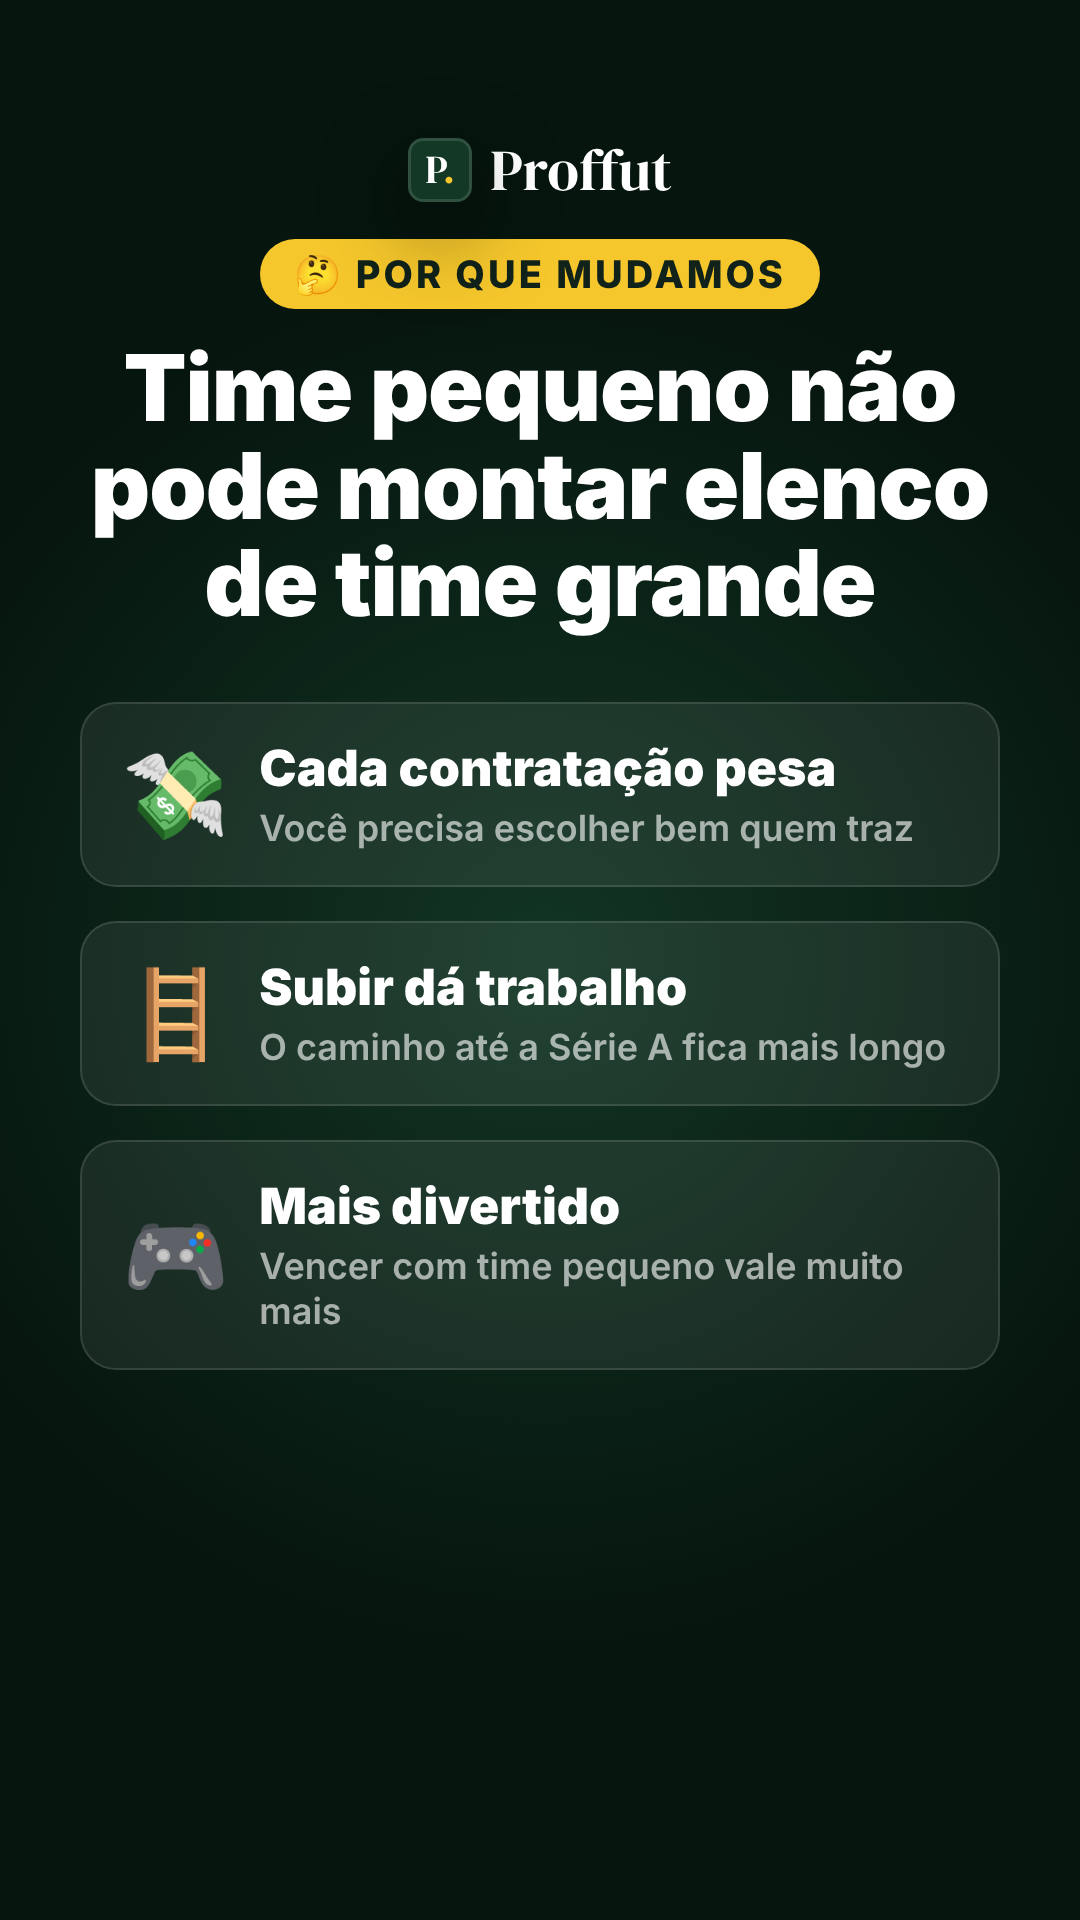 P. Proffut
🤔 POR QUE MUDAMOS
Time pequeno não
pode montar elenco
de time grande
Cada contratação pesa
Você precisa escolher bem quem traz
Subir dá trabalho
O caminho até a Série A fica mais longo
Mais divertido
Vencer com time pequeno vale muito
mais